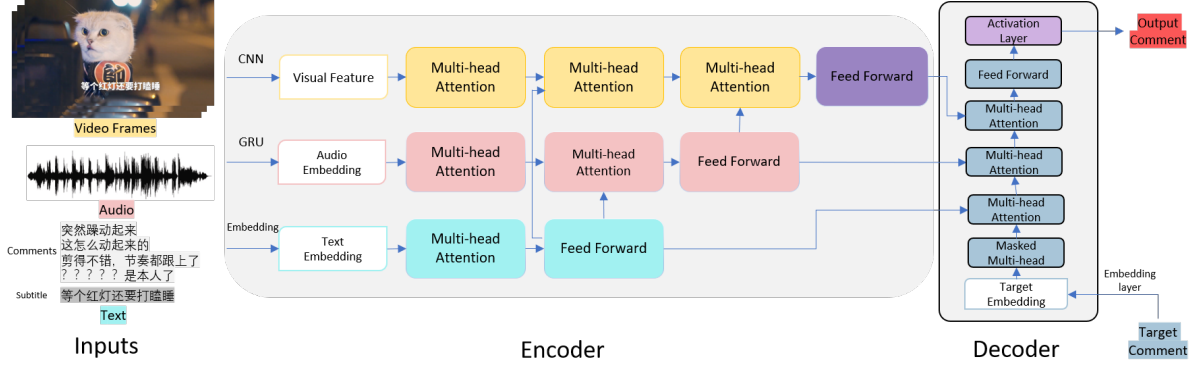 等个红灯还要打瞌睡
Video Frames
Audio
Comments
突然躁动起来
这怎么动起来的
剪得不错，节奏都跟上了
？？？？？是本人了
Subtitle
等个红灯还要打瞌睡
Text
Inputs
CNN
Visual Feature
Multi-head
Attention
Multi-head
Attention
Multi-head
Attention
Feed Forward
GRU
Audio
Embedding
Multi-head
Attention
Multi-head
Attention
Feed Forward
Embedding
Text
Embedding
Multi-head
Attention
Feed Forward
Encoder
Activation
Layer
Feed Forward
Multi-head
Attention
Multi-head
Attention
Multi-head
Attention
Masked
Multi-head
Target
Embedding
Decoder
Output
Comment
Embedding
layer
Target
Comment